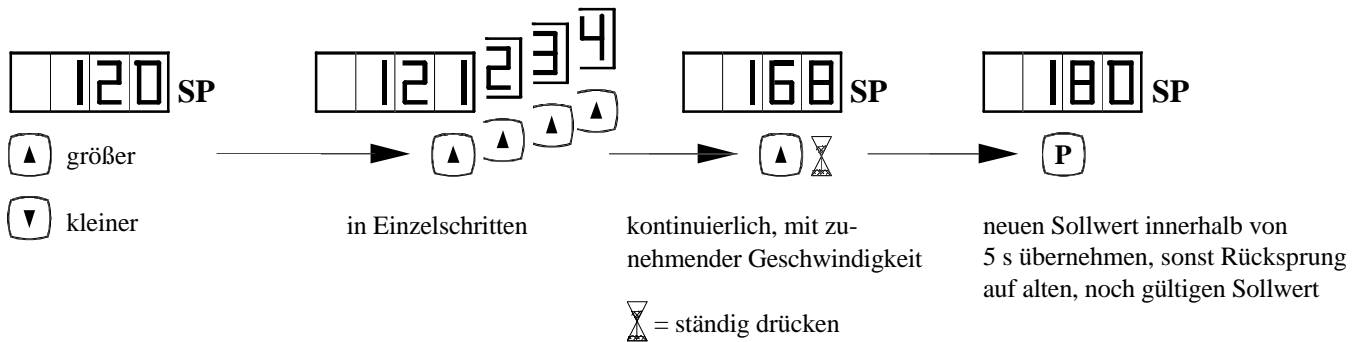 120 SP
▲ größer
▼ kleiner
121 2 3 4
▲ ▲ ▲ ▲
in Einzelschritten
168 SP
▲
kontinuierlich, mit zu-
nehmender Geschwindigkeit
= ständig drücken
180 SP
P
neuen Sollwert innerhalb von
5 s übernehmen, sonst Rücksprung
auf alten, noch gültigen Sollwert